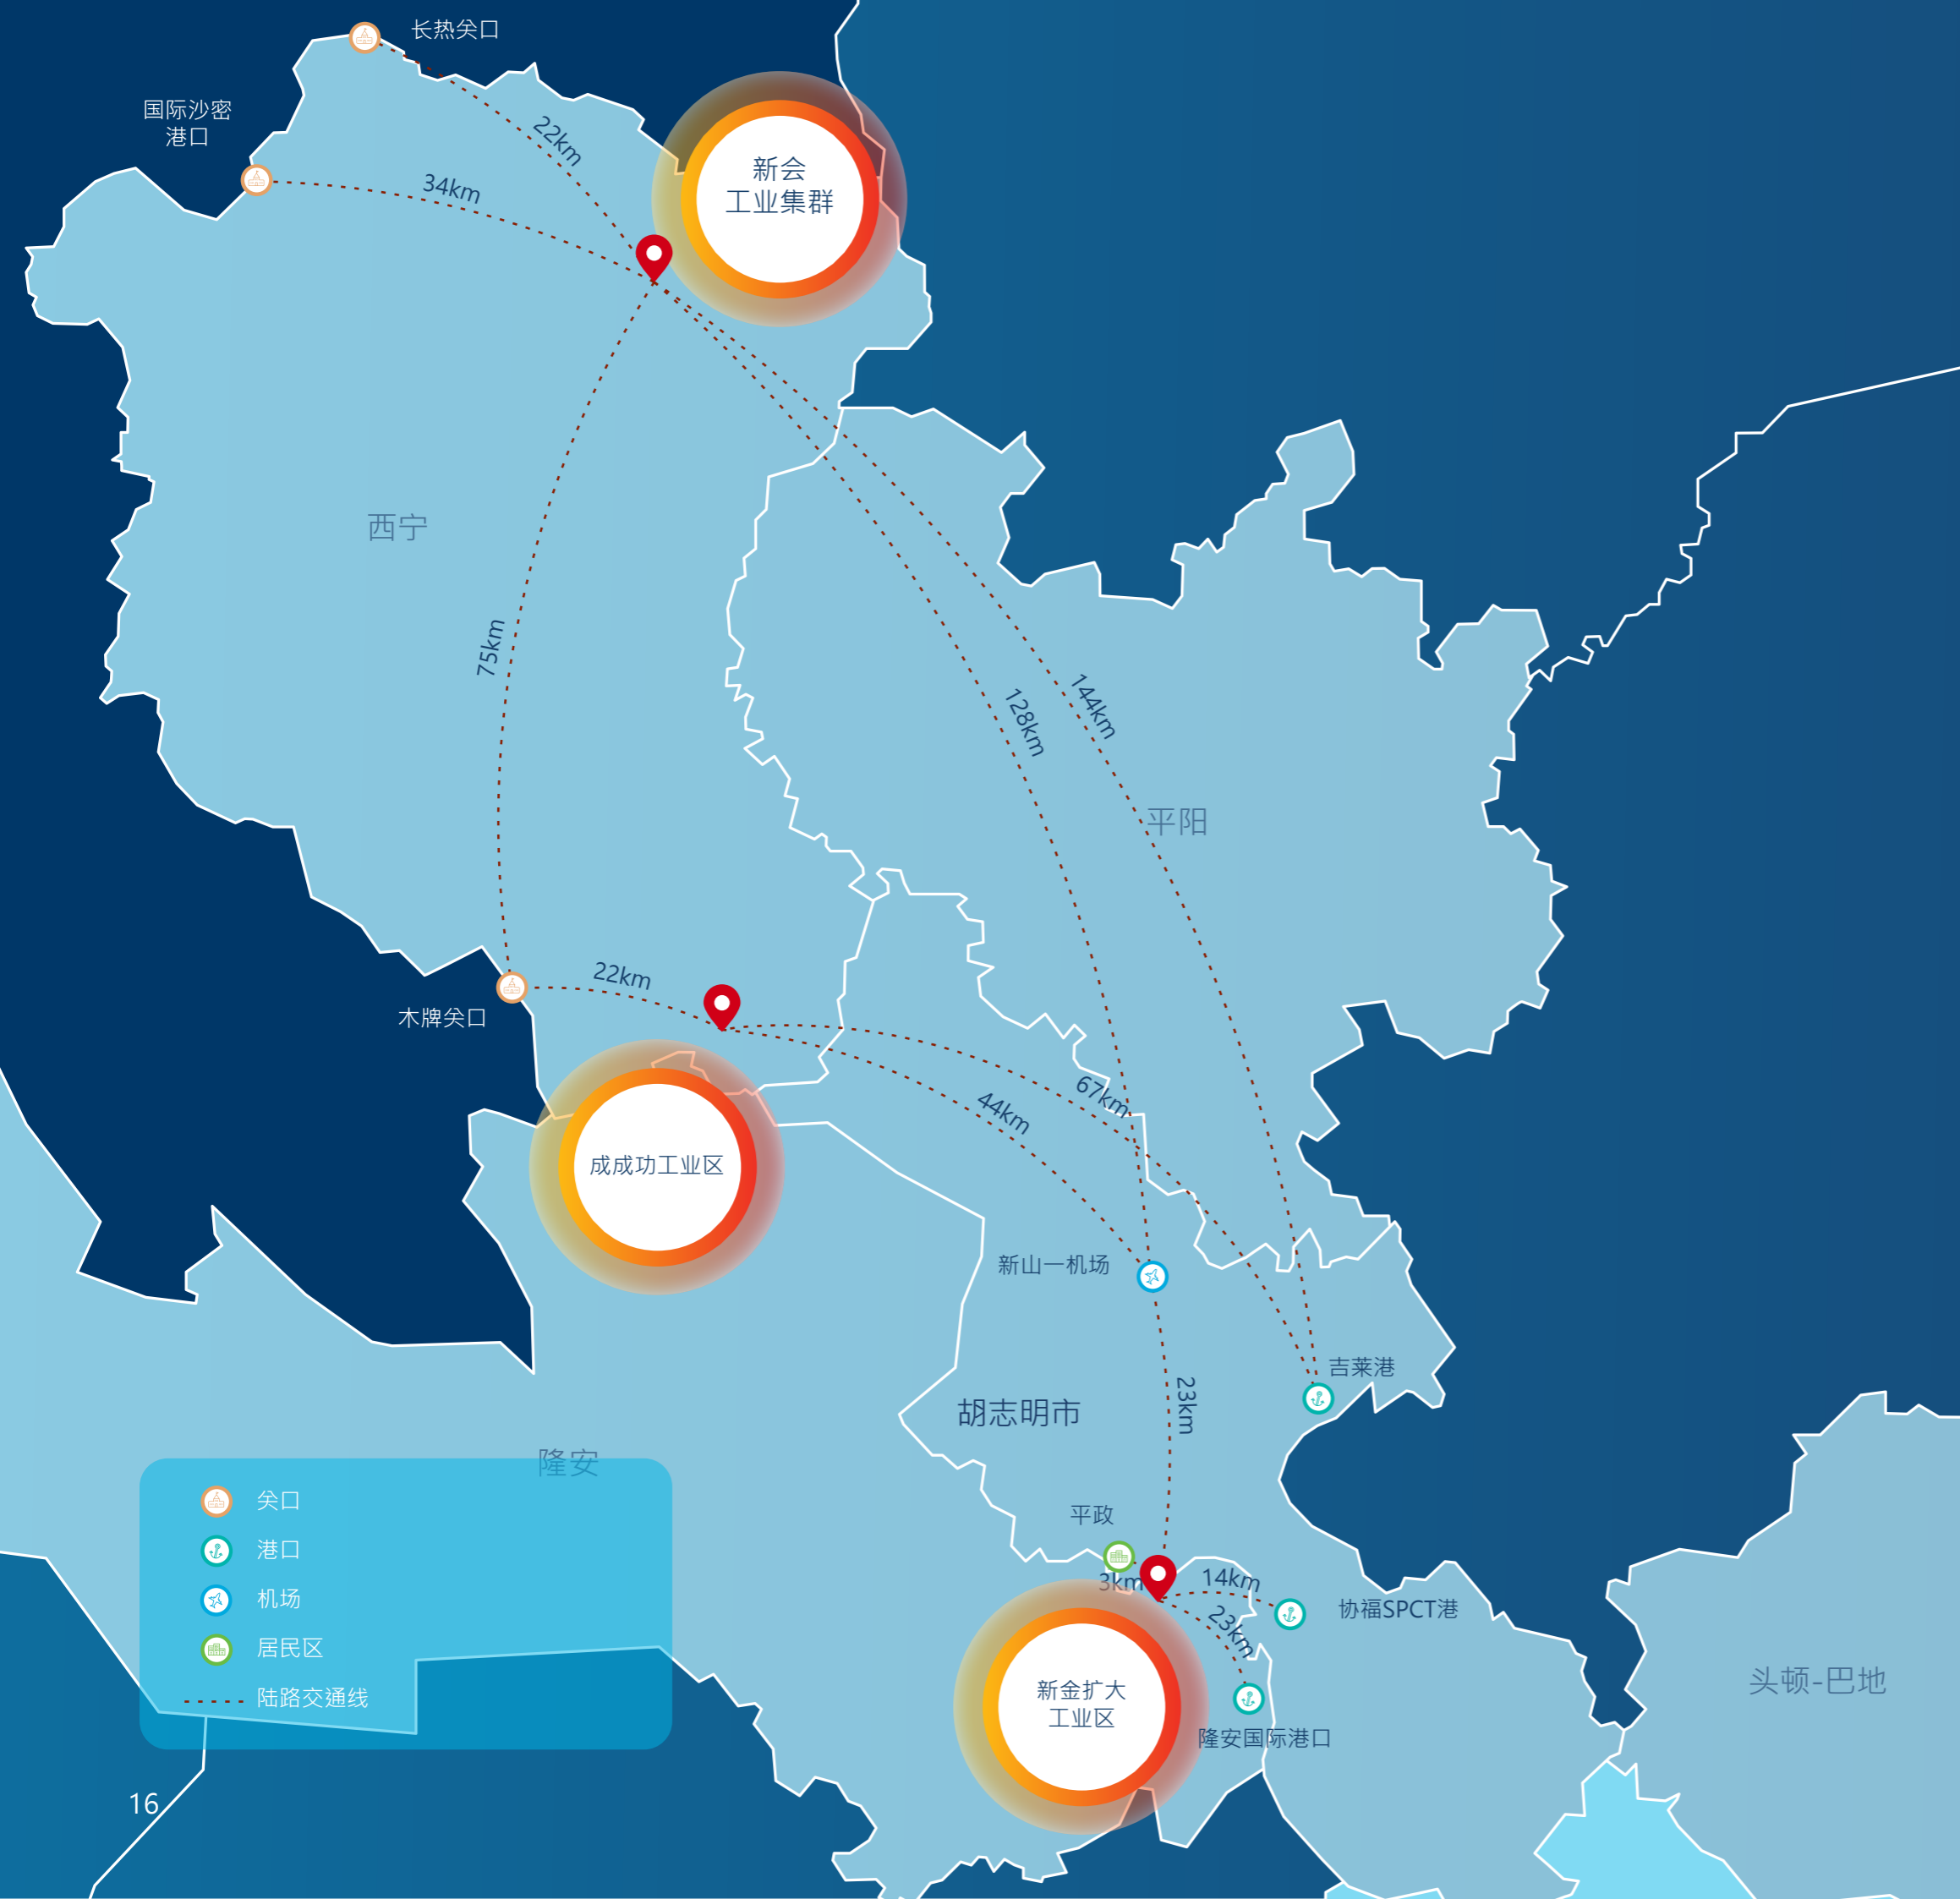 长热关口
国际沙密
港口
22km
34km
新会
工业集群
西宁
75km
128km
144km
平阳
22km
木牌关口
67km
44km
成成功工业区
新山一机场
吉莱港
23km
胡志明市
隆安
关口
港口
机场
居民区
陆路交通线
平政
3km
14km
协福SPCT港
23km
新金扩大
工业区
隆安国际港口
头顿-巴地
16